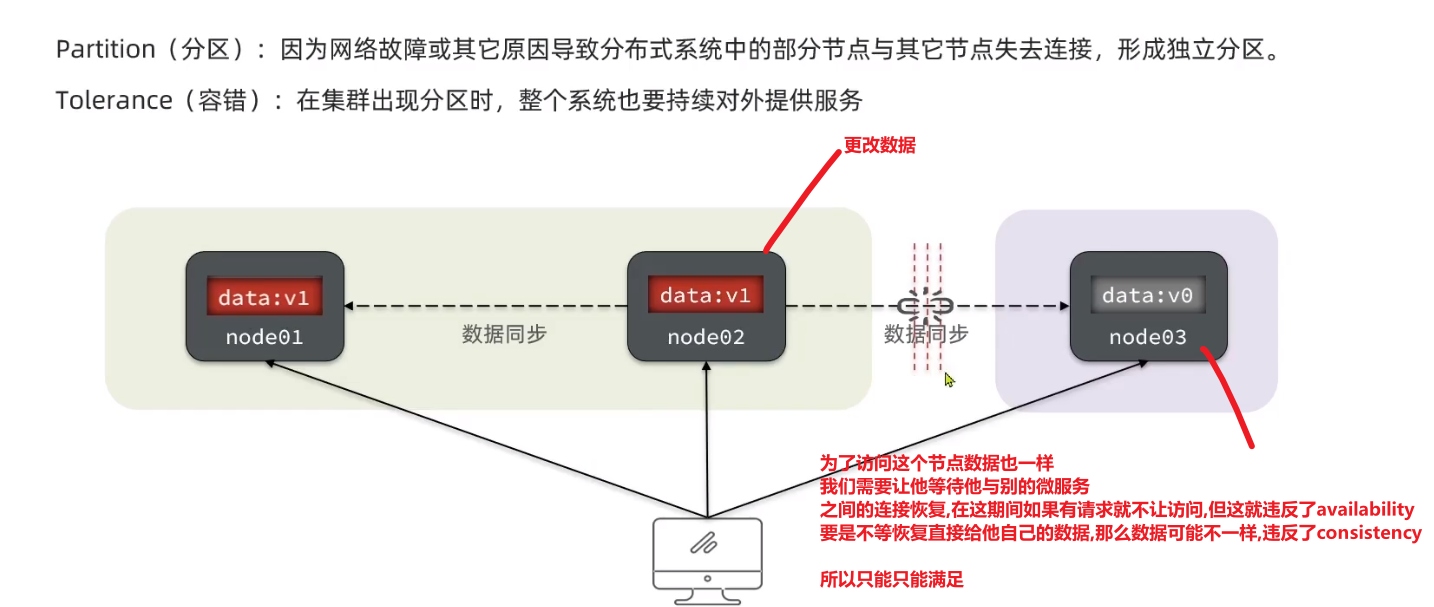 Partition（分区）：因为网络故障或其它原因导致分布式系统中的部分节点与其它节点失去连接，形成独立分区。
Tolerance（容错）：在集群出现分区时，整个系统也要持续对外提供服务
更改数据
data:v1
node01
数据同步
data:v1
node02
数据同步
data:v0
node03
为了访问这个节点数据也一样
我们需要让他等待他与别的微服务
之间的连接恢复,在这期间如果有请求就不让访问,但这就违反了availability
要是不等恢复直接给他自己的数据,那么数据可能不一样,违反了consistency
所以只能只能满足